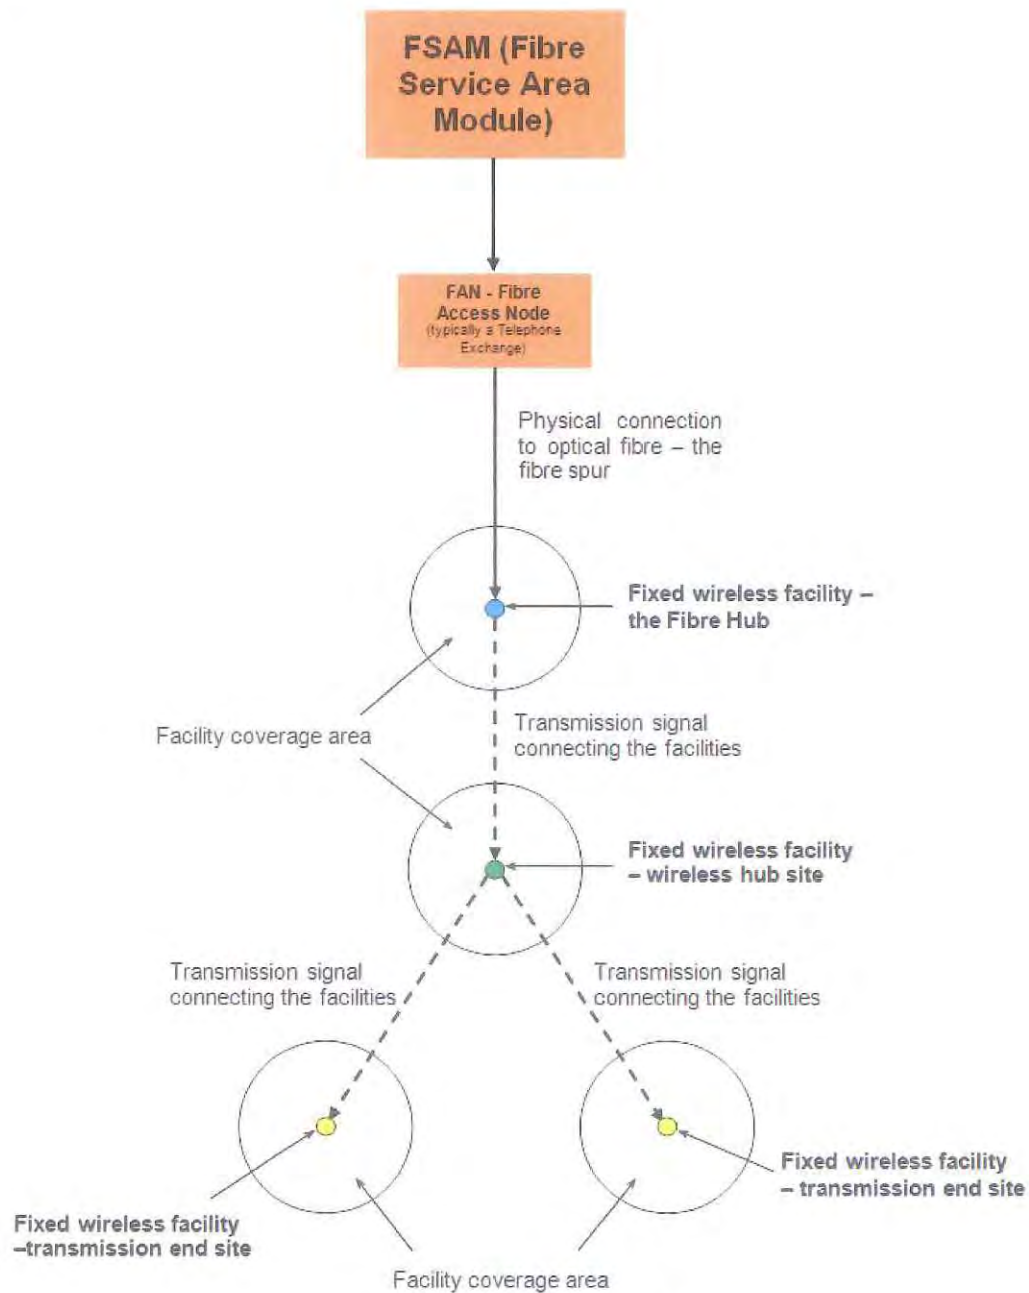 FSAM (Fibre
Service Area
Module)
FAN - Fibre
Access Node
(typically a Telephone
Exchange)
Physical connection
to optical fibre – the
fibre spur
Fixed wireless facility –
the Fibre Hub
Facility coverage area
Transmission signal
connecting the facilities
Fixed wireless facility
– wireless hub site
Transmission signal
connecting the facilities
Transmission signal
connecting the facilities
Fixed wireless facility
– transmission end site
Fixed wireless facility
–transmission end site
Facility coverage area